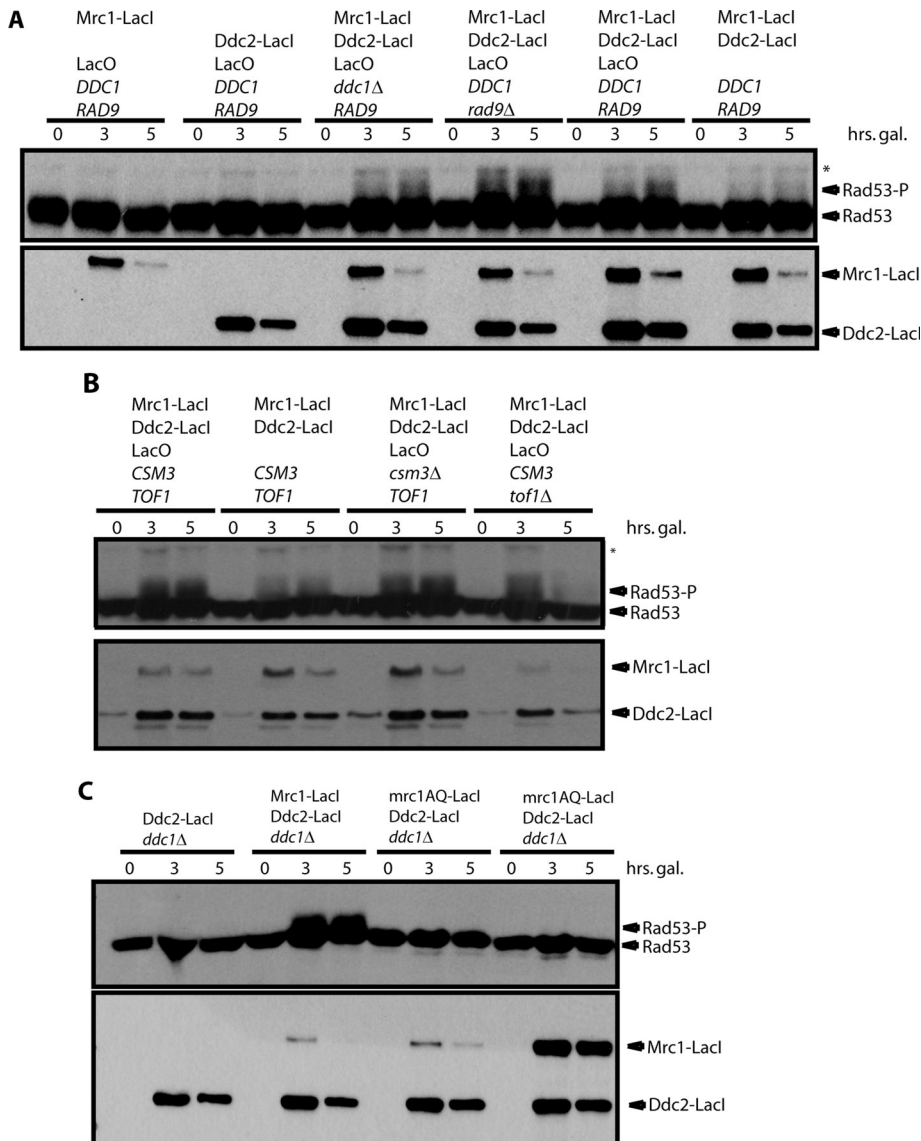 A
Mrc1-LacI
LacO
DDC1
RAD9
Ddc2-LacI
LacO
DDC1
RAD9
Mrc1-LacI
Ddc2-LacI
LacO
ddc1Δ
RAD9
Mrc1-LacI
Ddc2-LacI
LacO
DDC1
rad9Δ
Mrc1-LacI
Ddc2-LacI
LacO
DDC1
RAD9
Mrc1-LacI
Ddc2-LacI
DDC1
RAD9
0 3 5 0 3 5 0 3 5 0 3 5 0 3 5 0 3 5 hrs. gal.
*
Rad53-P
Rad53
Mrc1-LacI
Ddc2-LacI
B
Mrc1-LacI
Ddc2-LacI
LacO
CSM3
TOF1
Mrc1-LacI
Ddc2-LacI
CSM3
TOF1
Mrc1-LacI
Ddc2-LacI
LacO
csm3Δ
TOF1
Mrc1-LacI
Ddc2-LacI
LacO
CSM3
tof1Δ
0 3 5 0 3 5 0 3 5 0 3 5 hrs. gal.
*
Rad53-P
Rad53
Mrc1-LacI
Ddc2-LacI
C
Ddc2-LacI
ddc1Δ
Mrc1-LacI
Ddc2-LacI
ddc1Δ
mrc1AQ-LacI
Ddc2-LacI
ddc1Δ
mrc1AQ-LacI
Ddc2-LacI
ddc1Δ
0 3 5 0 3 5 0 3 5 0 3 5 hrs. gal.
Rad53-P
Rad53
Mrc1-LacI
Ddc2-LacI